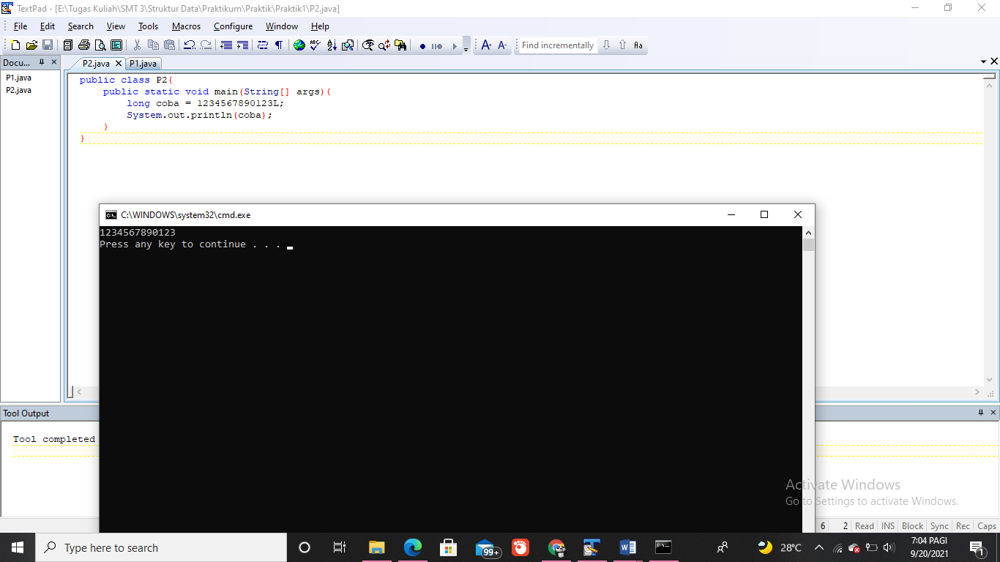 TextPad - [E:\Tugas Kuliah\SMT 3\Struktur Data\Praktikum\Praktik\Praktik1\P2.java]
File Edit Search View Tools Macros Configure Window Help
Find incrementally Aa
Docu...
P1.java
P2.java
P2.java P1.java
public class P2{
public static void main(String[] args){
long coba = 1234567890123L;
System.out.println(coba);
}
}
C:\WINDOWS\system32\cmd.exe
1234567890123
Press any key to continue . . .
Tool Output
Tool completed
Activate Windows
Go to Settings to activate Windows.
6 2 Read INS Block Sync Rec Caps
Type here to search
99+
28°C
7:04 PAGI
9/20/2021
1